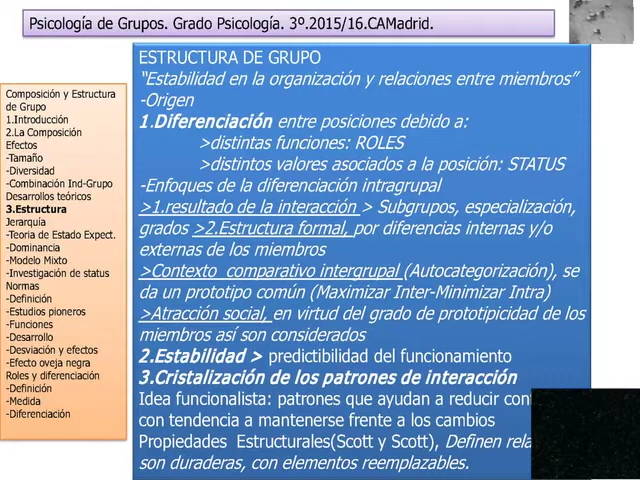 Psicología de Grupos. Grado Psicología. 3º.2015/16.CAMadrid.
Composición y Estructura
de Grupo
1.Introducción
2.La Composición
Efectos
-Tamaño
-Diversidad
-Combinación Ind-Grupo
Desarrollos teóricos
3.Estructura
Jerarquía
-Teoria de Estado Expect.
-Dominancia
-Modelo Mixto
-Investigación de status
Normas
-Definición
-Estudios pioneros
-Funciones
-Desarrollo
-Desviación y efectos
-Efecto oveja negra
Roles y diferenciación
-Definición
-Medida
-Diferenciación
ESTRUCTURA DE GRUPO
“Estabilidad en la organización y relaciones entre miembros”
-Origen
1.Diferenciación entre posiciones debido a:
>distintas funciones: ROLES
>distintos valores asociados a la posición: STATUS
-Enfoques de la diferenciación intragrupal
>1.resultado de la interacción > Subgrupos, especialización,
grados >2.Estructura formal, por diferencias internas y/o
externas de los miembros
>Contexto comparativo intergrupal (Autocategorización), se
da un prototipo común (Maximizar Inter-Minimizar Intra)
>Atracción social, en virtud del grado de prototipicidad de los
miembros así son considerados
2.Estabilidad > predictibilidad del funcionamiento
3.Cristalización de los patrones de interacción
Idea funcionalista: patrones que ayudan a reducir
con tendencia a mantenerse frente a los cambios
Propiedades Estructurales(Scott y Scott), Definen
son duraderas, con elementos reemplazables.